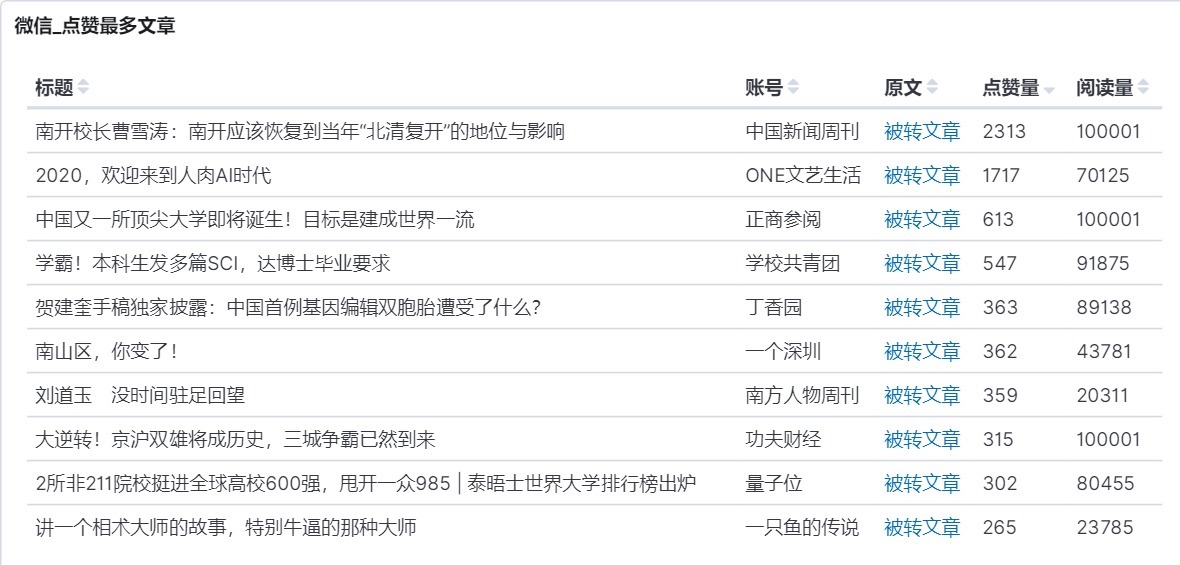 微信_点赞最多文章
标题 账号 原文 点赞量 阅读量
南开校长曹雪涛：南开应该恢复到当年“北清复开”的地位与影响 中国新闻周刊 被转文章 2313 100001
2020，欢迎来到人肉AI时代 ONE文艺生活 被转文章 1717 70125
中国又一所顶尖大学即将诞生！目标是建成世界一流 正商参阅 被转文章 613 100001
学霸！本科生发多篇SCI，达博士毕业要求 学校共青团 被转文章 547 91875
贺建奎手稿独家披露：中国首例基因编辑双胞胎遭受了什么？ 丁香园 被转文章 363 89138
南山区，你变了！ 一个深圳 被转文章 362 43781
刘道玉　没时间驻足回望 南方人物周刊 被转文章 359 20311
大逆转！京沪双雄将成历史，三城争霸已然到来 功夫财经 被转文章 315 100001
2所非211院校挺进全球高校600强，甩开一众985 | 泰晤士世界大学排行榜出炉 量子位 被转文章 302 80455
讲一个相术大师的故事，特别牛逼的那种大师 一只鱼的传说 被转文章 265 23785